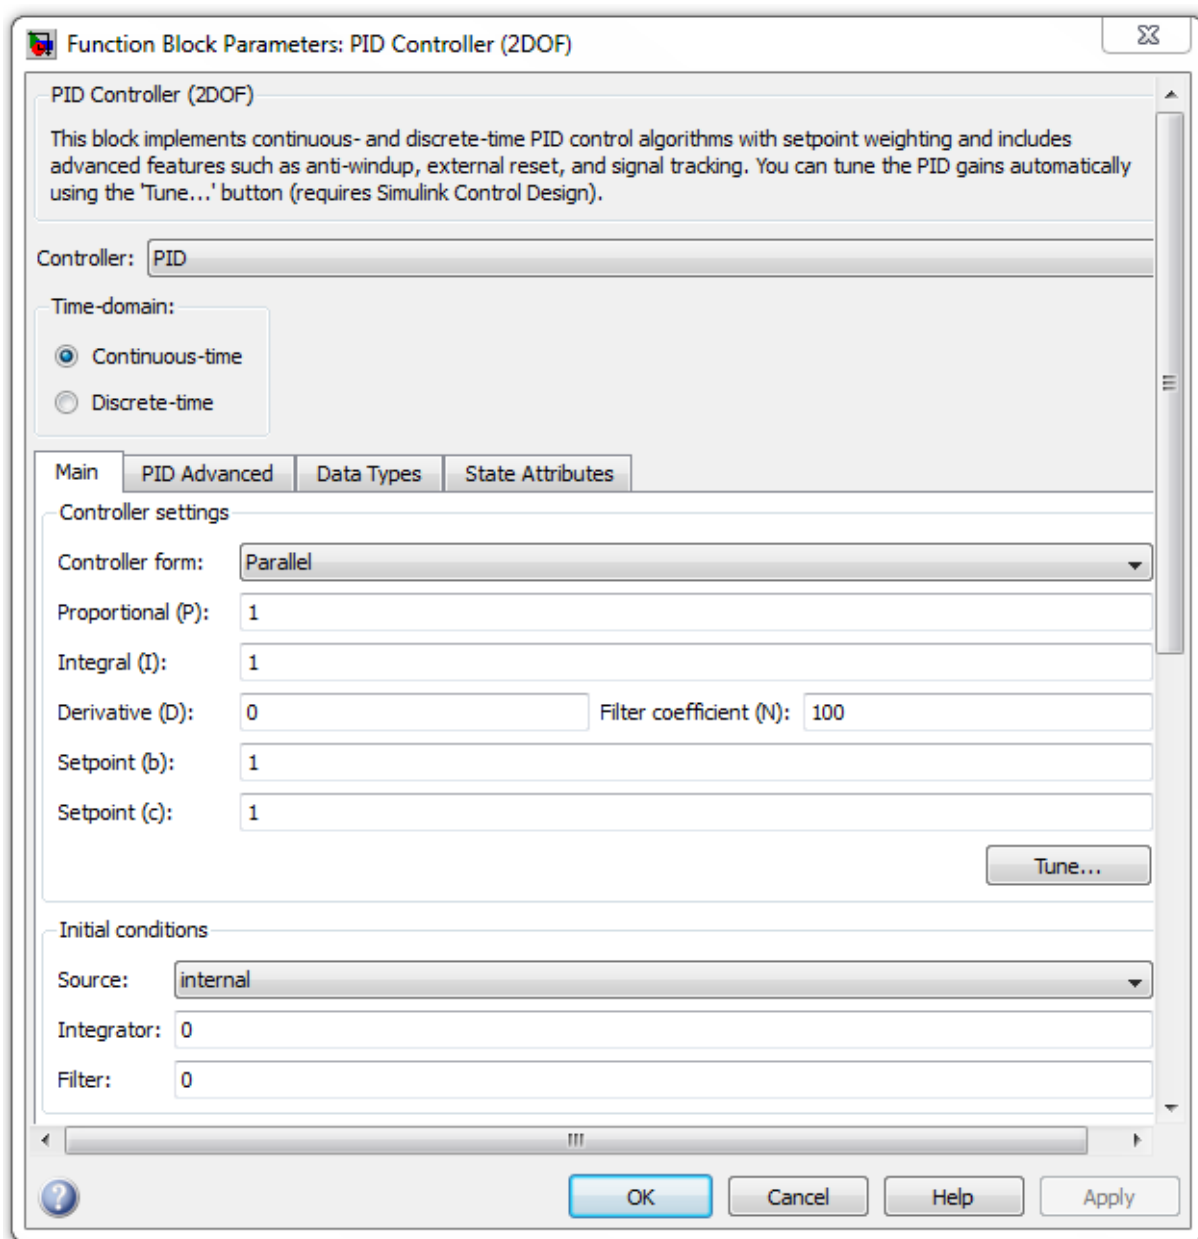 Function Block Parameters: PID Controller (2DOF)
PID Controller (2DOF)
This block implements continuous- and discrete-time PID control algorithms with setpoint weighting and includes
advanced features such as anti-windup, external reset, and signal tracking. You can tune the PID gains automatically
using the 'Tune...' button (requires Simulink Control Design).
Controller: PID
Time-domain:
Continuous-time
Discrete-time
Main PID Advanced Data Types State Attributes
Controller settings
Controller form: Parallel
Proportional (P): 1
Integral (I): 1
Derivative (D): 0 Filter coefficient (N): 100
Setpoint (b): 1
Setpoint (c): 1
Tune...
Initial conditions
Source: internal
Integrator: 0
Filter: 0
? OK Cancel Help Apply